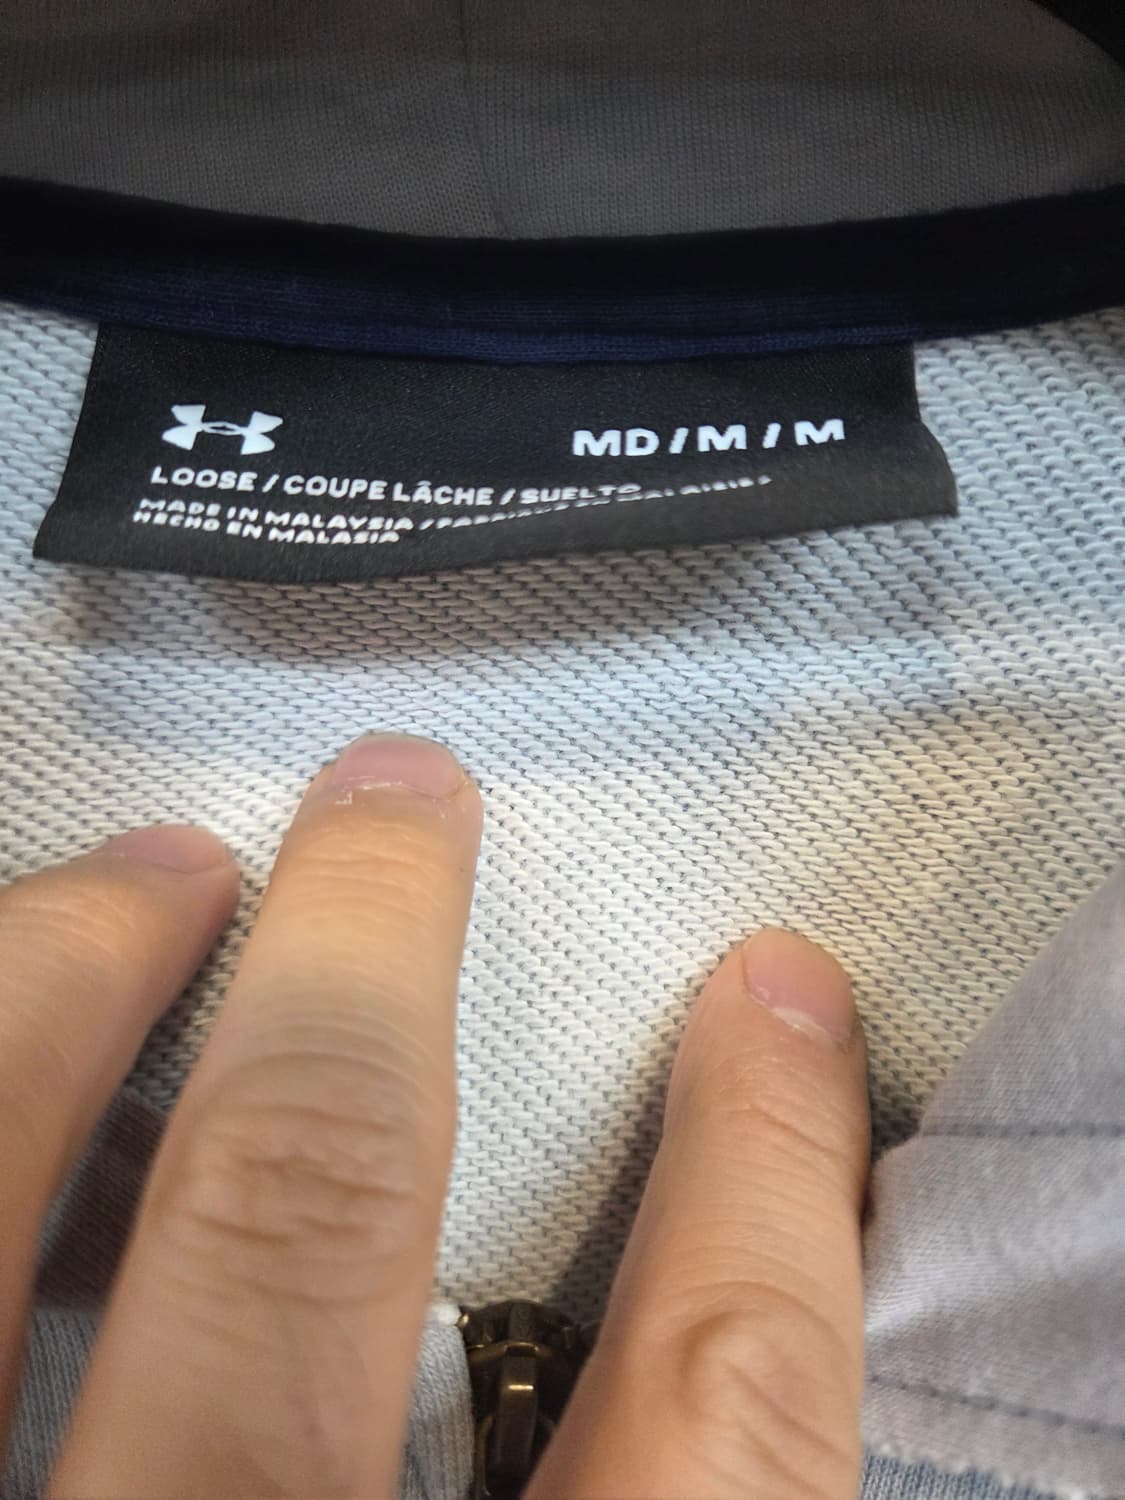 MD / M / M
LOOSE / COUPE LÂCHE / SUELTO
MADE IN MALAYSIA /
HECHO EN MALASIA